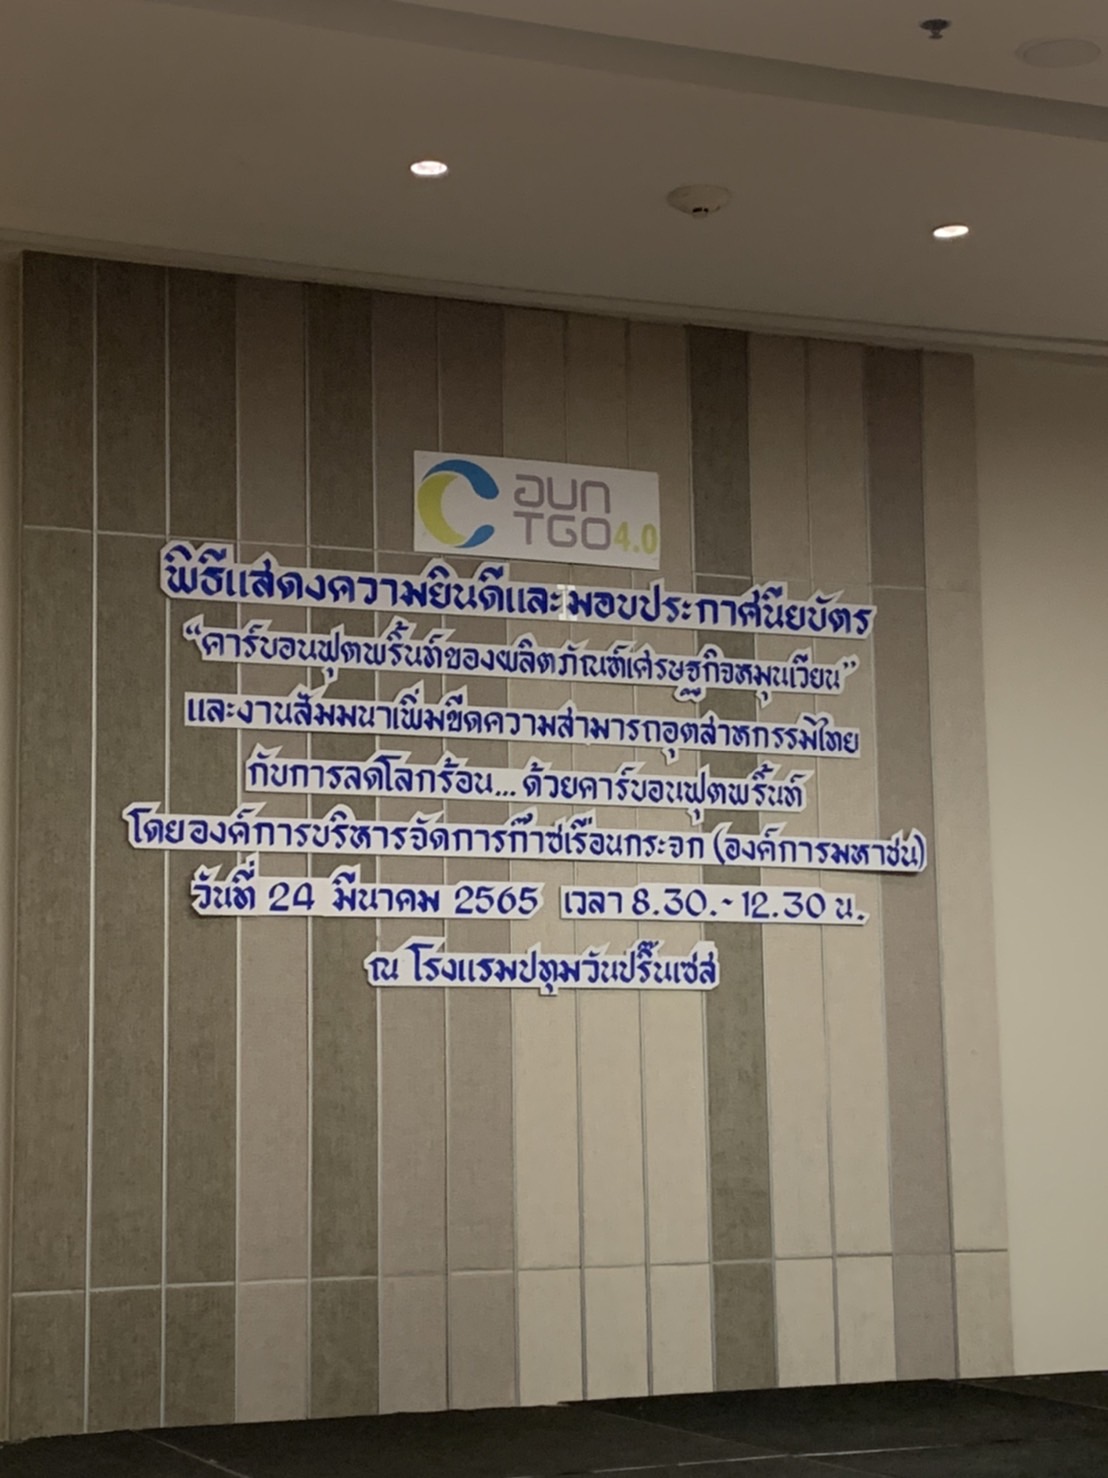 อบก
TGO 4.0
พิธีแสดงความยินดีและมอบประกาศนียบัตร
“คาร์บอนฟุตพริ้นท์ของผลิตภัณฑ์เศรษฐกิจหมุนเวียน”
และงานสัมมนาเพิ่มขีดความสามารถอุตสาหกรรมไทย
กับการลดโลกร้อน... ด้วยคาร์บอนฟุตพริ้นท์
โดยองค์การบริหารจัดการก๊าซเรือนกระจก (องค์การมหาชน)
วันที่ 24 มีนาคม 2565 เวลา 8.30.-12.30 น.
ณ โรงแรมปทุมวันปริ๊นเซส